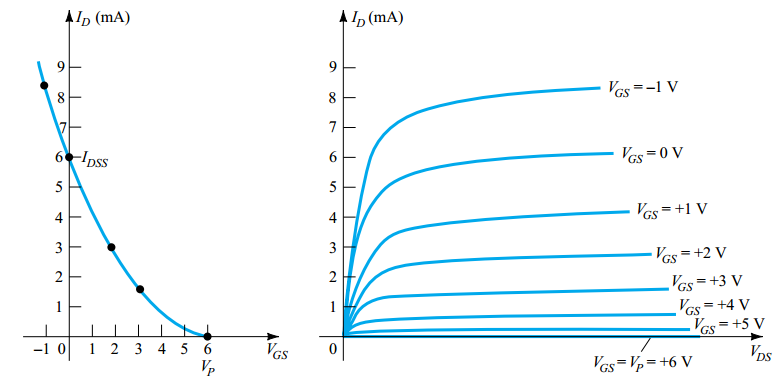 I_D (mA)
9
8
7
6
I_DSS
5
4
3
2
1
–1 0 1 2 3 4 5 6 V_GS
V_P
I_D (mA)
9
8
7
6
5
4
3
2
1
0
V_GS = –1 V
V_GS = 0 V
V_GS = +1 V
V_GS = +2 V
V_GS = +3 V
V_GS = +4 V
V_GS = +5 V
V_DS
V_GS = V_P = +6 V